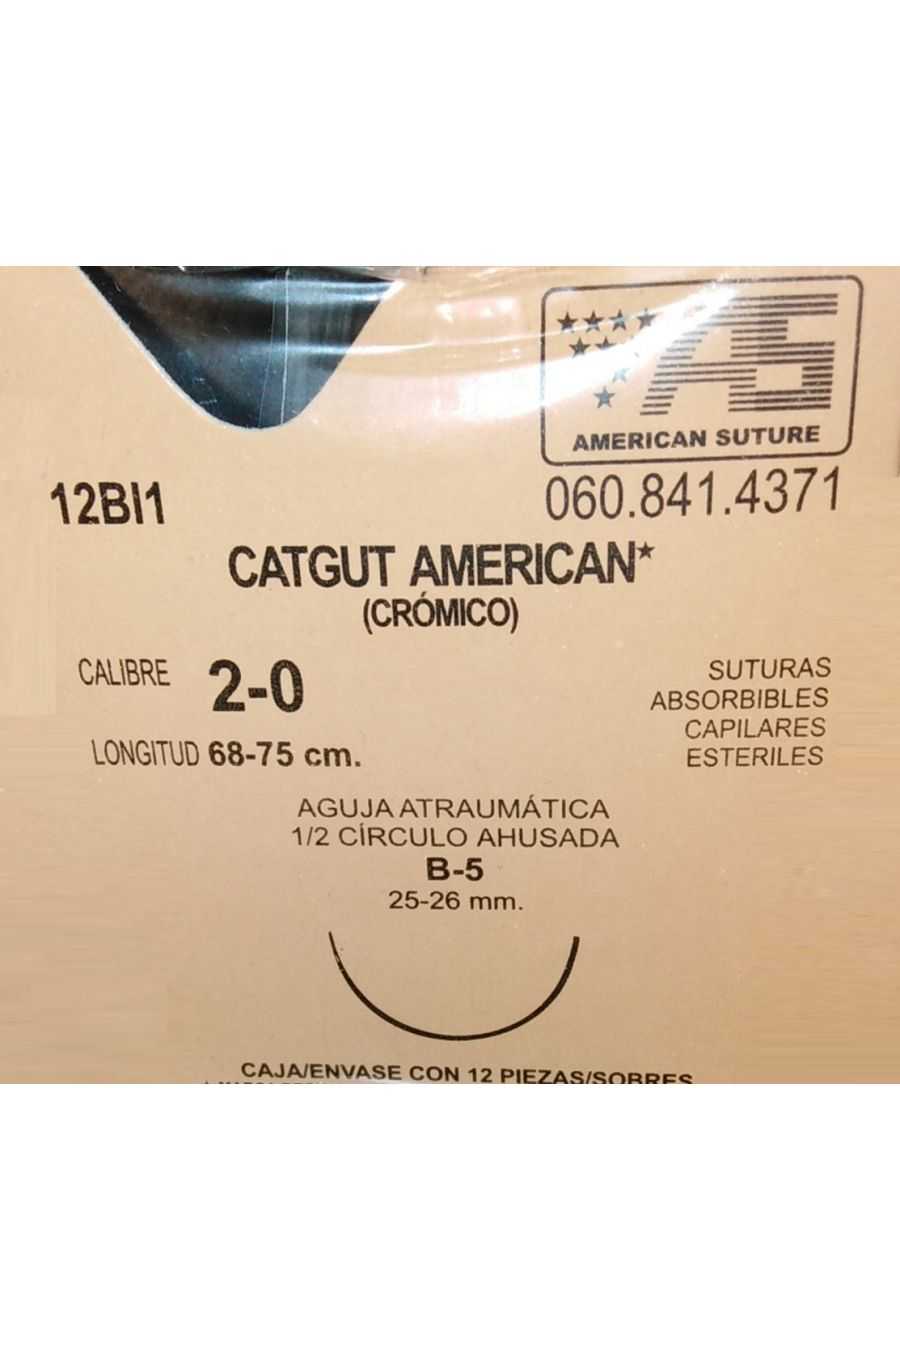 AS
AMERICAN SUTURE
12BI1
060.841.4371
CATGUT AMERICAN*
(CRÓMICO)
CALIBRE 2-0
LONGITUD 68-75 cm.
SUTURAS
ABSORBIBLES
CAPILARES
ESTERILES
AGUJA ATRAUMÁTICA
1/2 CÍRCULO AHUSADA
B-5
25-26 mm.
CAJA/ENVASE CON 12 PIEZAS/SOBRES